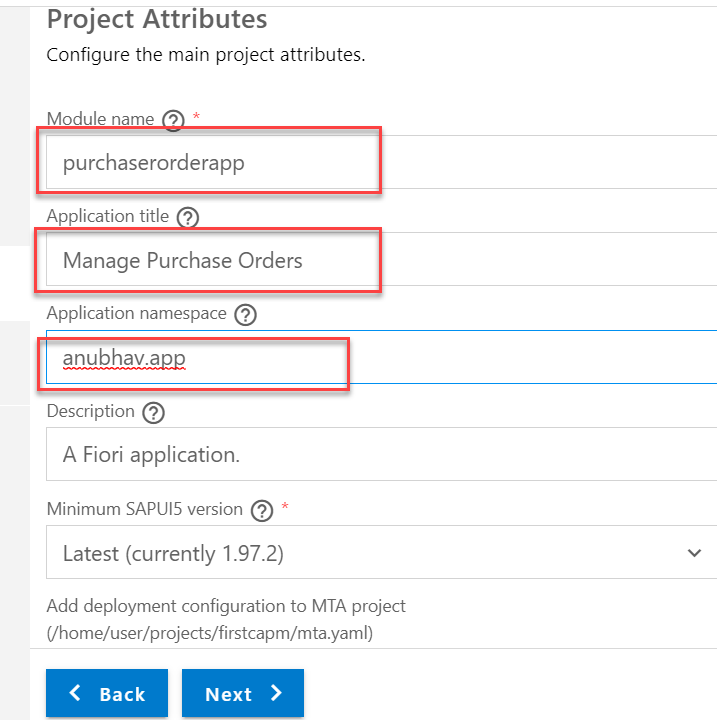 Project Attributes
Configure the main project attributes.
Module name ? *
purchaserorderapp
Application title ?
Manage Purchase Orders
Application namespace ?
anubhav.app
Description ?
A Fiori application.
Minimum SAPUI5 version ? *
Latest (currently 1.97.2)
Add deployment configuration to MTA project
(/home/user/projects/firstcapm/mta.yaml)
Back
Next